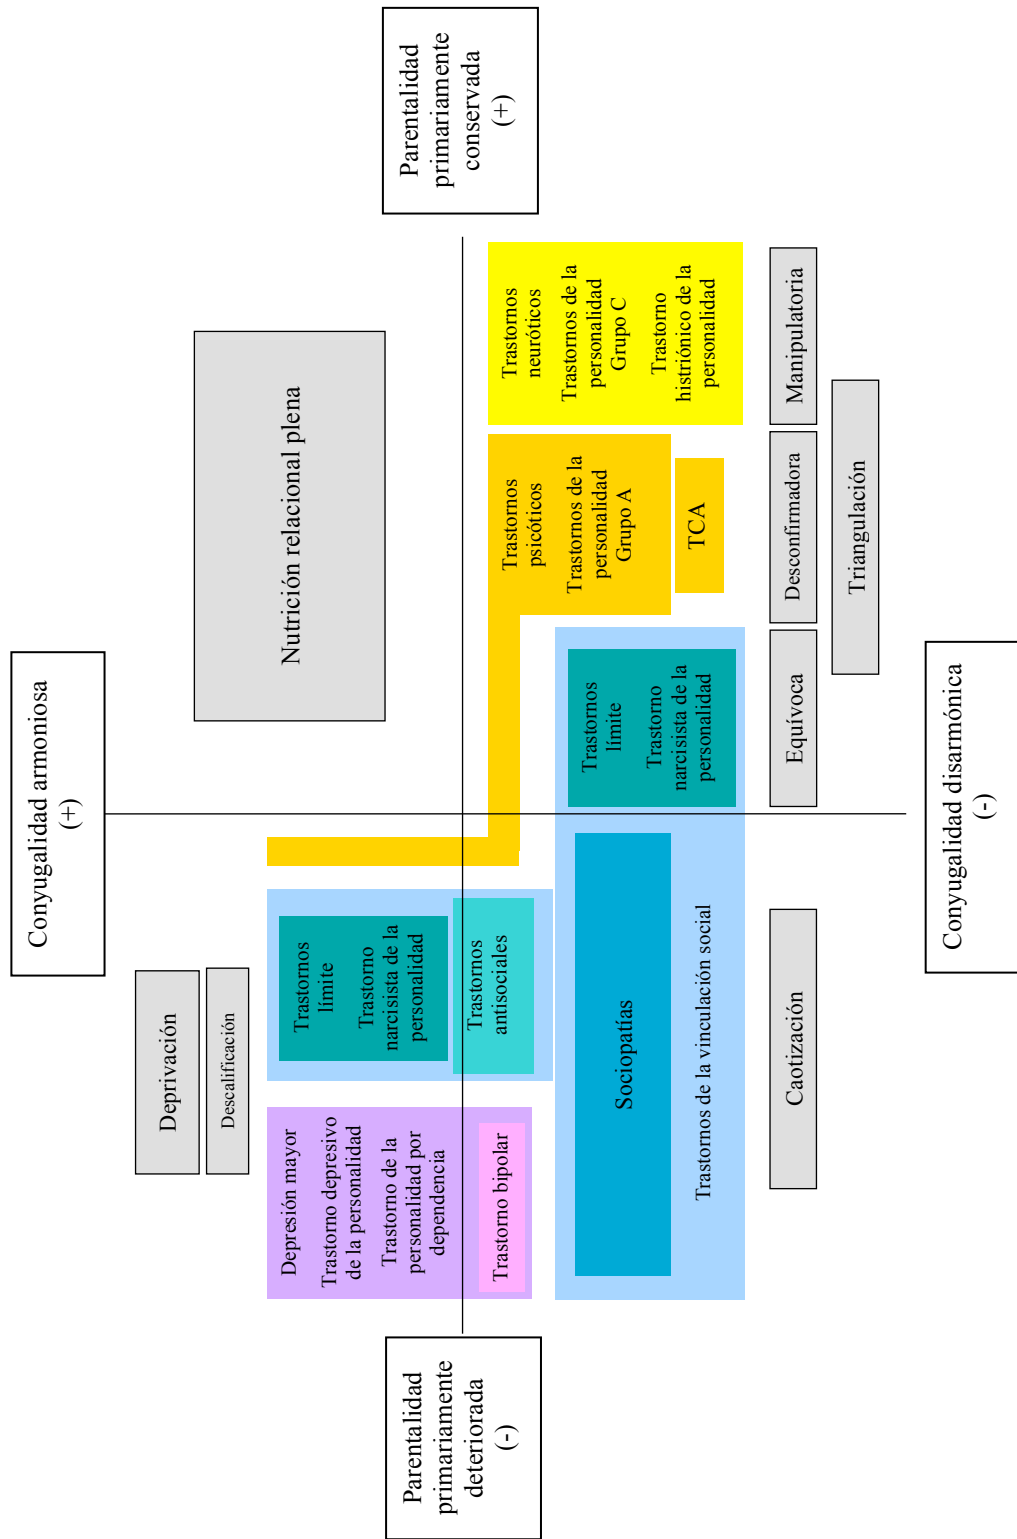 Conyugalidad armoniosa
(+)
Deprivación
Descalificación
Nutrición relacional plena
Depresión mayor
Trastorno depresivo
de la personalidad
Trastorno de la
personalidad por
dependencia
Trastorno bipolar
Trastornos
límite
Trastorno
narcisista de la
personalidad
Trastornos
antisociales
Parentalidad
primariamente
deteriorada
(-)
Parentalidad
primariamente
conservada
(+)
Trastornos
psicóticos
Trastornos de la
personalidad
Grupo A
TCA
Trastornos
neuróticos
Trastornos de la
personalidad
Grupo C
Trastorno
histriónico de la
personalidad
Sociopatías
Trastornos de la vinculación social
Trastornos
límite
Trastorno
narcisista de la
personalidad
Caotización
Equívoca
Desconfirmadora
Manipulatoria
Triangulación
Conyugalidad disarmónica
(-)